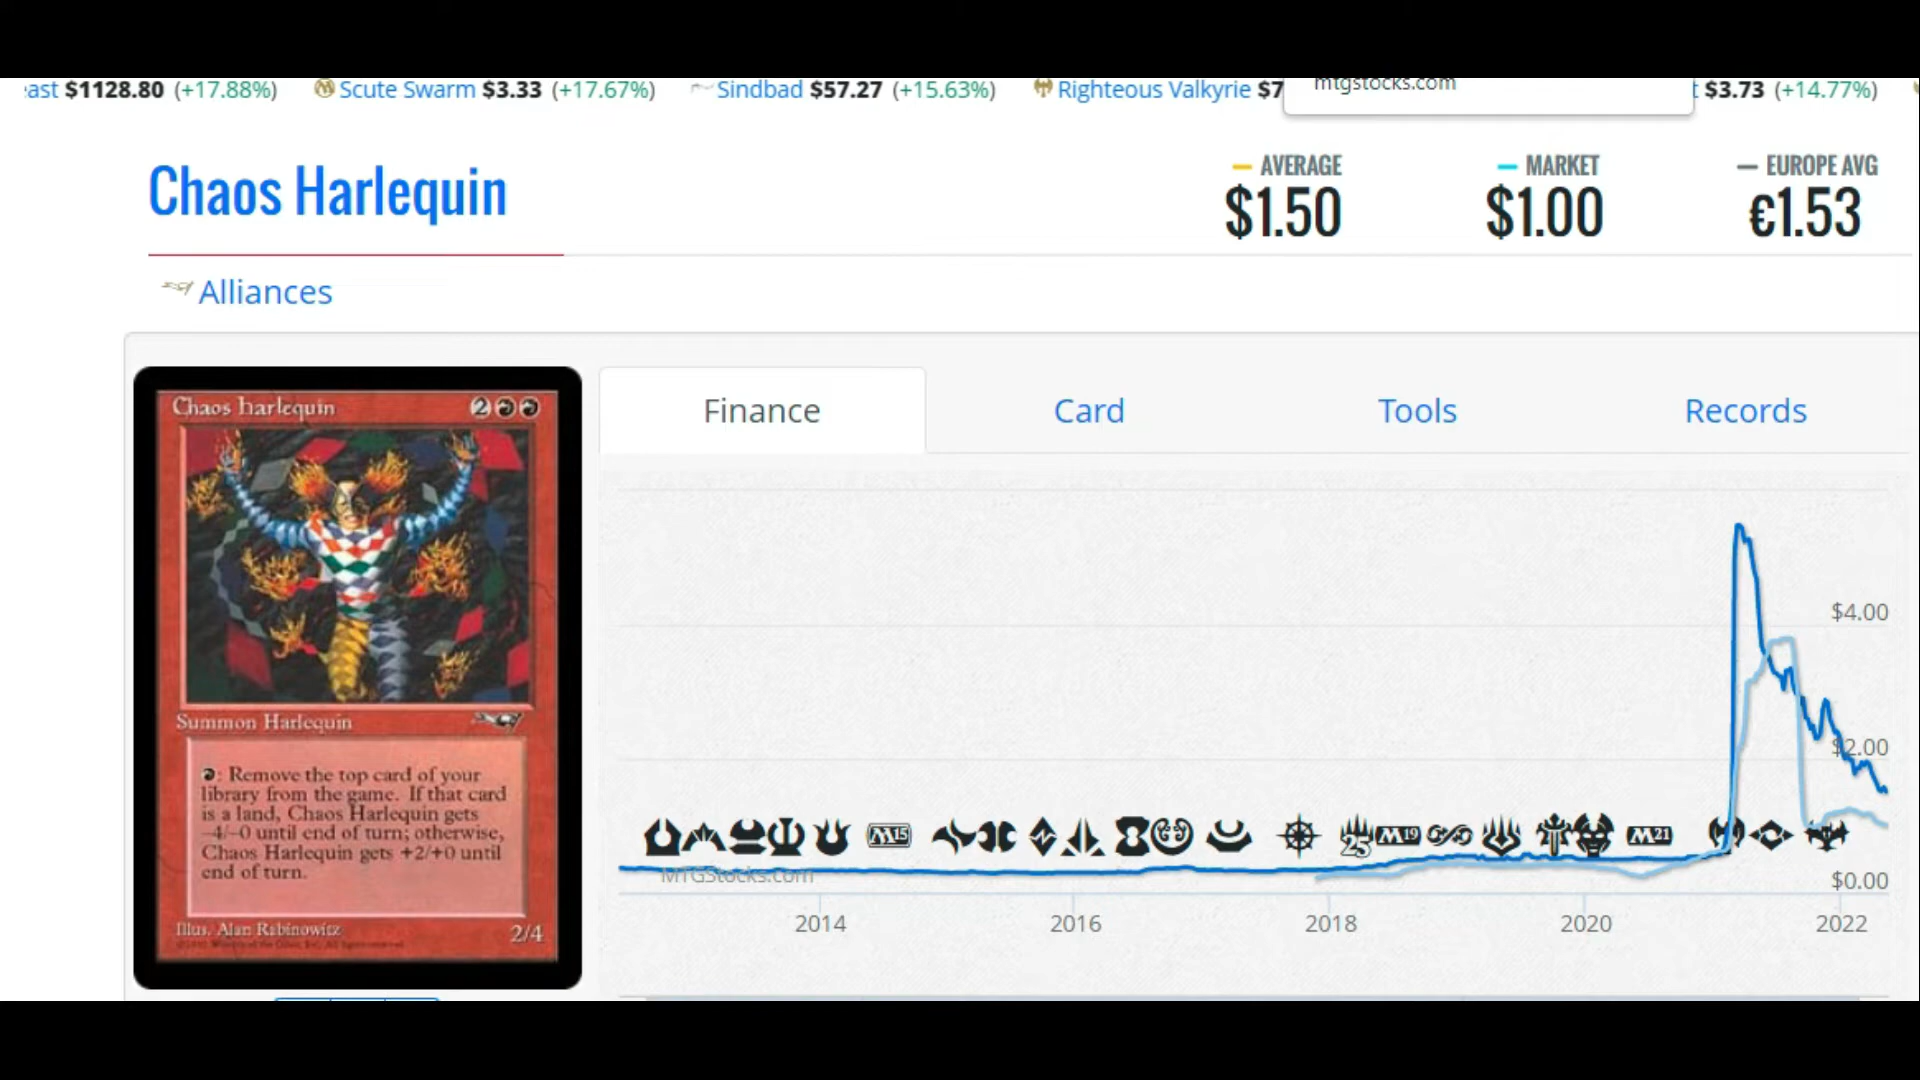 ast $1128.80 (+17.88%) Scute Swarm $3.33 (+17.67%) Sindbad $57.27 (+15.63%) Righteous Valkyrie $7 mtgstocks.com t $3.73 (+14.77%)
Chaos Harlequin
AVERAGE MARKET EUROPE AVG
$1.50 $1.00 €1.53
Alliances
Chaos Harlequin 2
Summon Harlequin
: Remove the top card of your
library from the game. If that card
is a land, Chaos Harlequin gets
-4/-0 until end of turn; otherwise,
Chaos Harlequin gets +2/+0 until
end of turn.
Illus. Alan Rabinowitz
2/4
Finance Card Tools Records
$4.00
$2.00
M15 25 M19 M21
MTGStocks.com
$0.00
2014 2016 2018 2020 2022